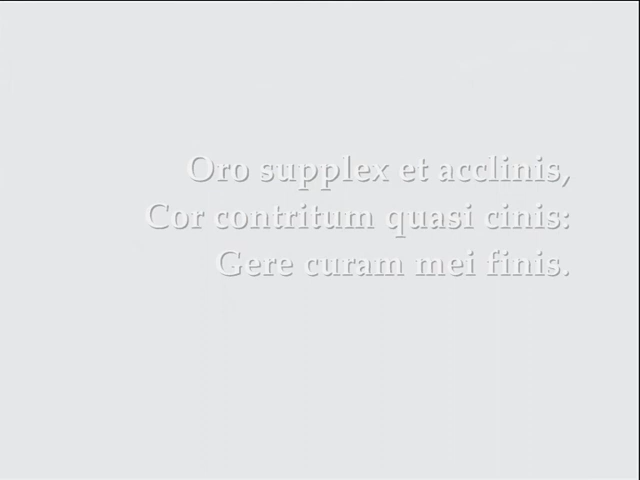 Oro supplex et acclinis,
Cor contritum quasi cinis:
Gere curam mei finis.